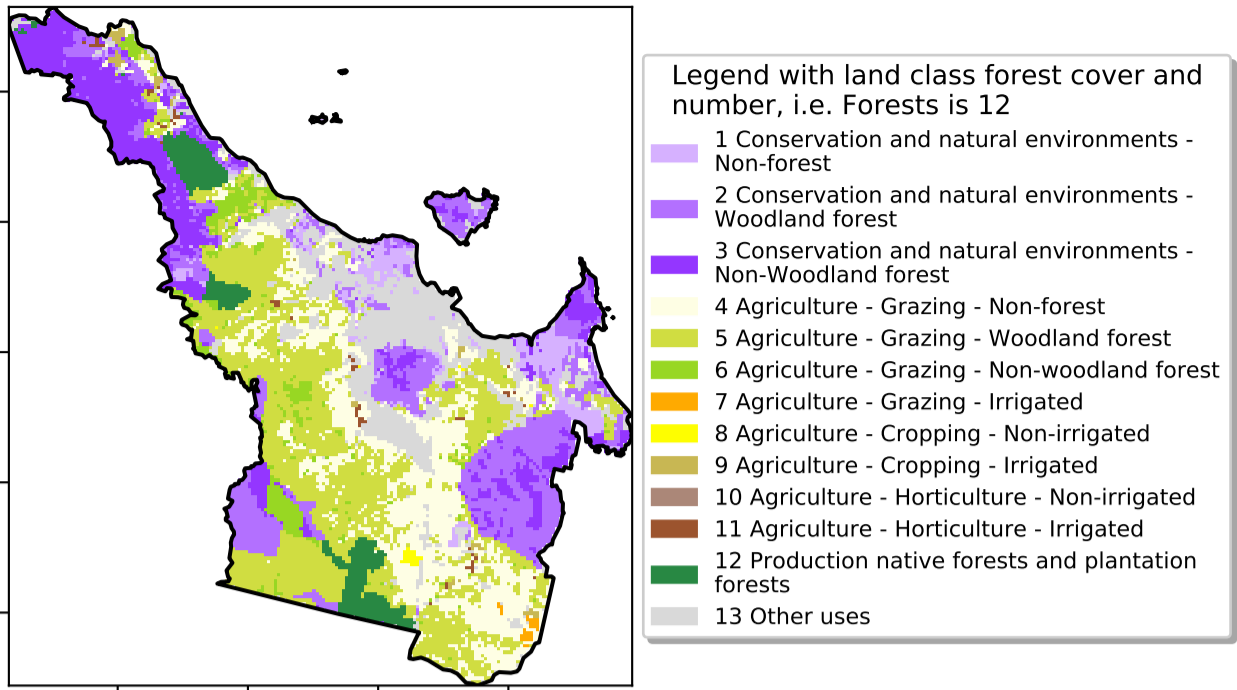 Legend with land class forest cover and
number, i.e. Forests is 12
1 Conservation and natural environments -
Non-forest
2 Conservation and natural environments -
Woodland forest
3 Conservation and natural environments -
Non-Woodland forest
4 Agriculture - Grazing - Non-forest
5 Agriculture - Grazing - Woodland forest
6 Agriculture - Grazing - Non-woodland forest
7 Agriculture - Grazing - Irrigated
8 Agriculture - Cropping - Non-irrigated
9 Agriculture - Cropping - Irrigated
10 Agriculture - Horticulture - Non-irrigated
11 Agriculture - Horticulture - Irrigated
12 Production native forests and plantation
forests
13 Other uses